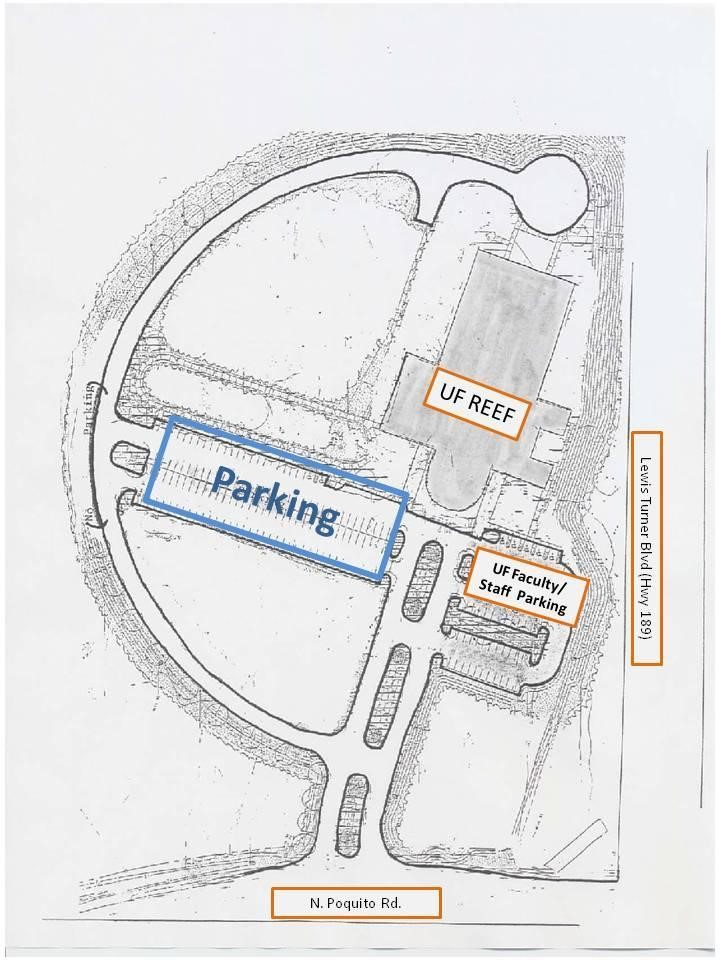 UF REEF
Parking
No
Parking
UF Faculty/
Staff Parking
Lewis Turner Blvd (Hwy 189)
N. Poquito Rd.